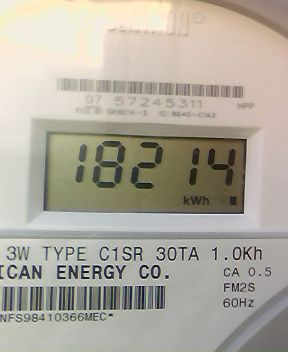 07 57245311 HPP
18214
kWh
3W TYPE C1SR 30TA 1.0Kh
ICAN ENERGY CO. CA 0.5
FM2S
NFS98410366MEC* 60Hz